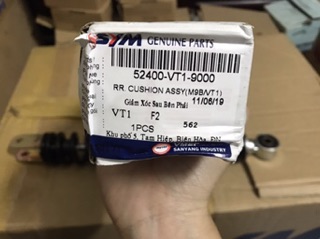 SYM GENUINE PARTS
52400-VT1-9000
RR. CUSHION ASSY(M9B/VT1)
Giảm Xóc Sau Bên Phải 11/06/19
VT1 F2
1PCS 562
Khu phố 5, Tam Hiệp, Biên Hòa, ĐN
SANYANG INDUSTRY